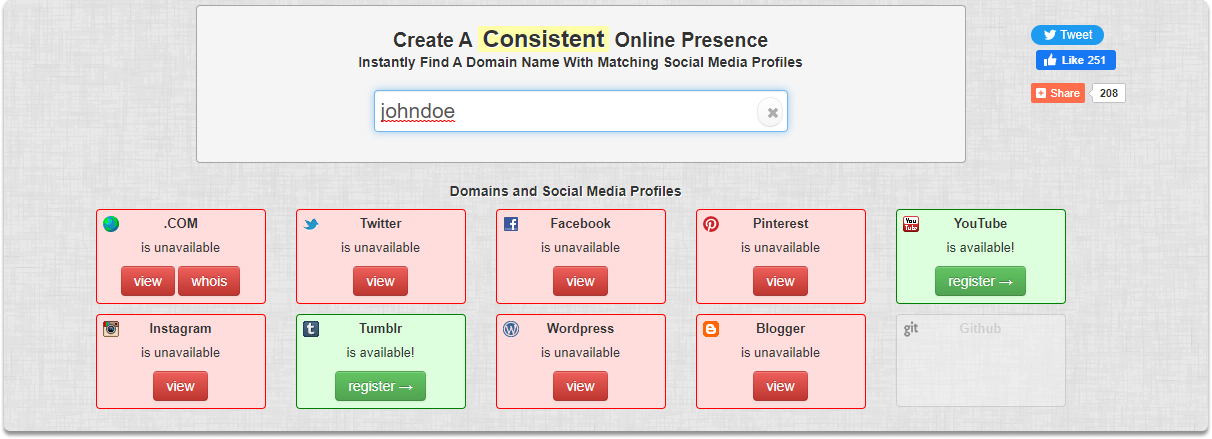 Create A Consistent Online Presence
Instantly Find A Domain Name With Matching Social Media Profiles
johndoe
Tweet
Like 251
Share 208
Domains and Social Media Profiles
.COM
is unavailable
view whois
Twitter
is unavailable
view
Facebook
is unavailable
view
Pinterest
is unavailable
view
You Tube
YouTube
is available!
register →
Instagram
is unavailable
view
t
Tumblr
is available!
register →
Wordpress
is unavailable
view
Blogger
is unavailable
view
git
Github